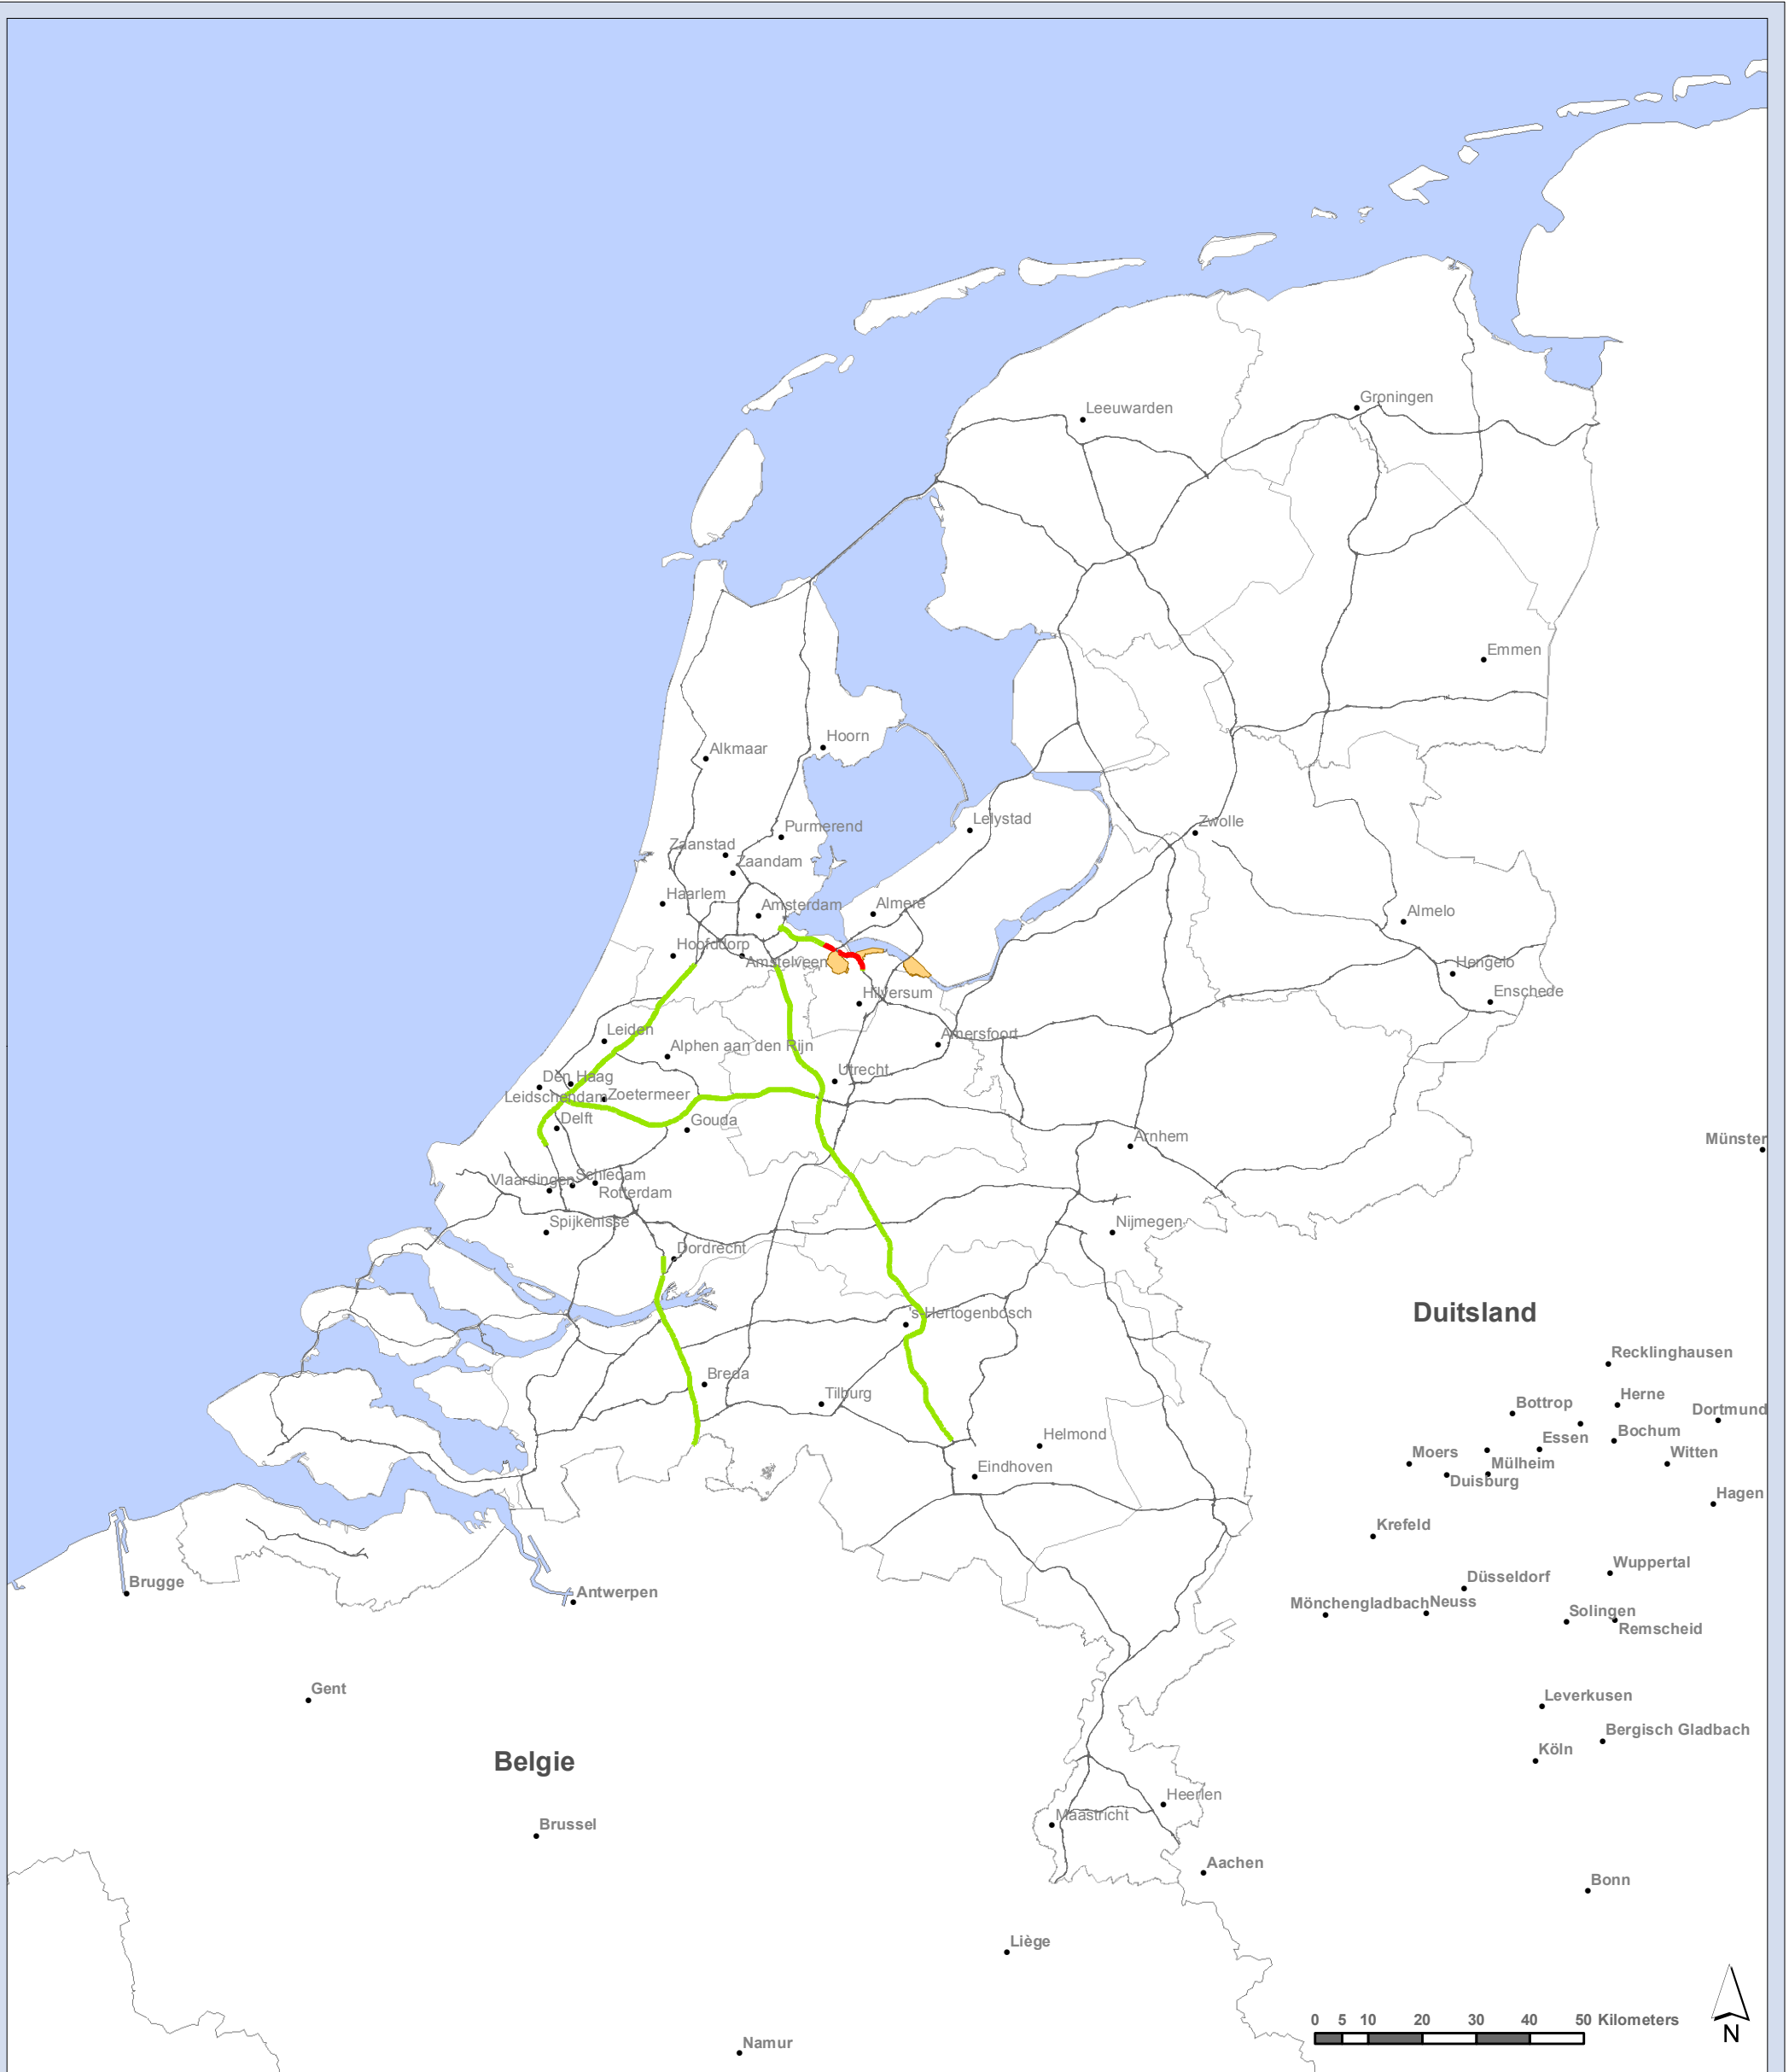 Groningen
Leeuwarden
Emmen
Hoorn
Alkmaar
Lelystad
Zwolle
Purmerend
Zaanstad
Zaandam
Haarlem
Amsterdam
Almere
Almelo
Hoofddorp
Amstelveen
Hengelo
Enschede
Hilversum
Leiden
Amersfoort
Alphen aan den Rijn
Utrecht
Den Haag
Leidschendam
Zoetermeer
Delft
Gouda
Arnhem
Münster
Schiedam
Vlaardingen
Rotterdam
Spijkenisse
Nijmegen
Dordrecht
's-Hertogenbosch
Duitsland
Recklinghausen
Breda
Tilburg
Herne
Bottrop
Dortmund
Helmond
Bochum
Essen
Moers
Witten
Mülheim
Eindhoven
Duisburg
Hagen
Krefeld
Wuppertal
Düsseldorf
Brugge
Antwerpen
Mönchengladbach
Neuss
Solingen
Remscheid
Gent
Leverkusen
Bergisch Gladbach
Köln
Belgie
Heerlen
Maastricht
Brussel
Aachen
Bonn
Liège
0 5 10 20 30 40 50 Kilometers
N
Namur